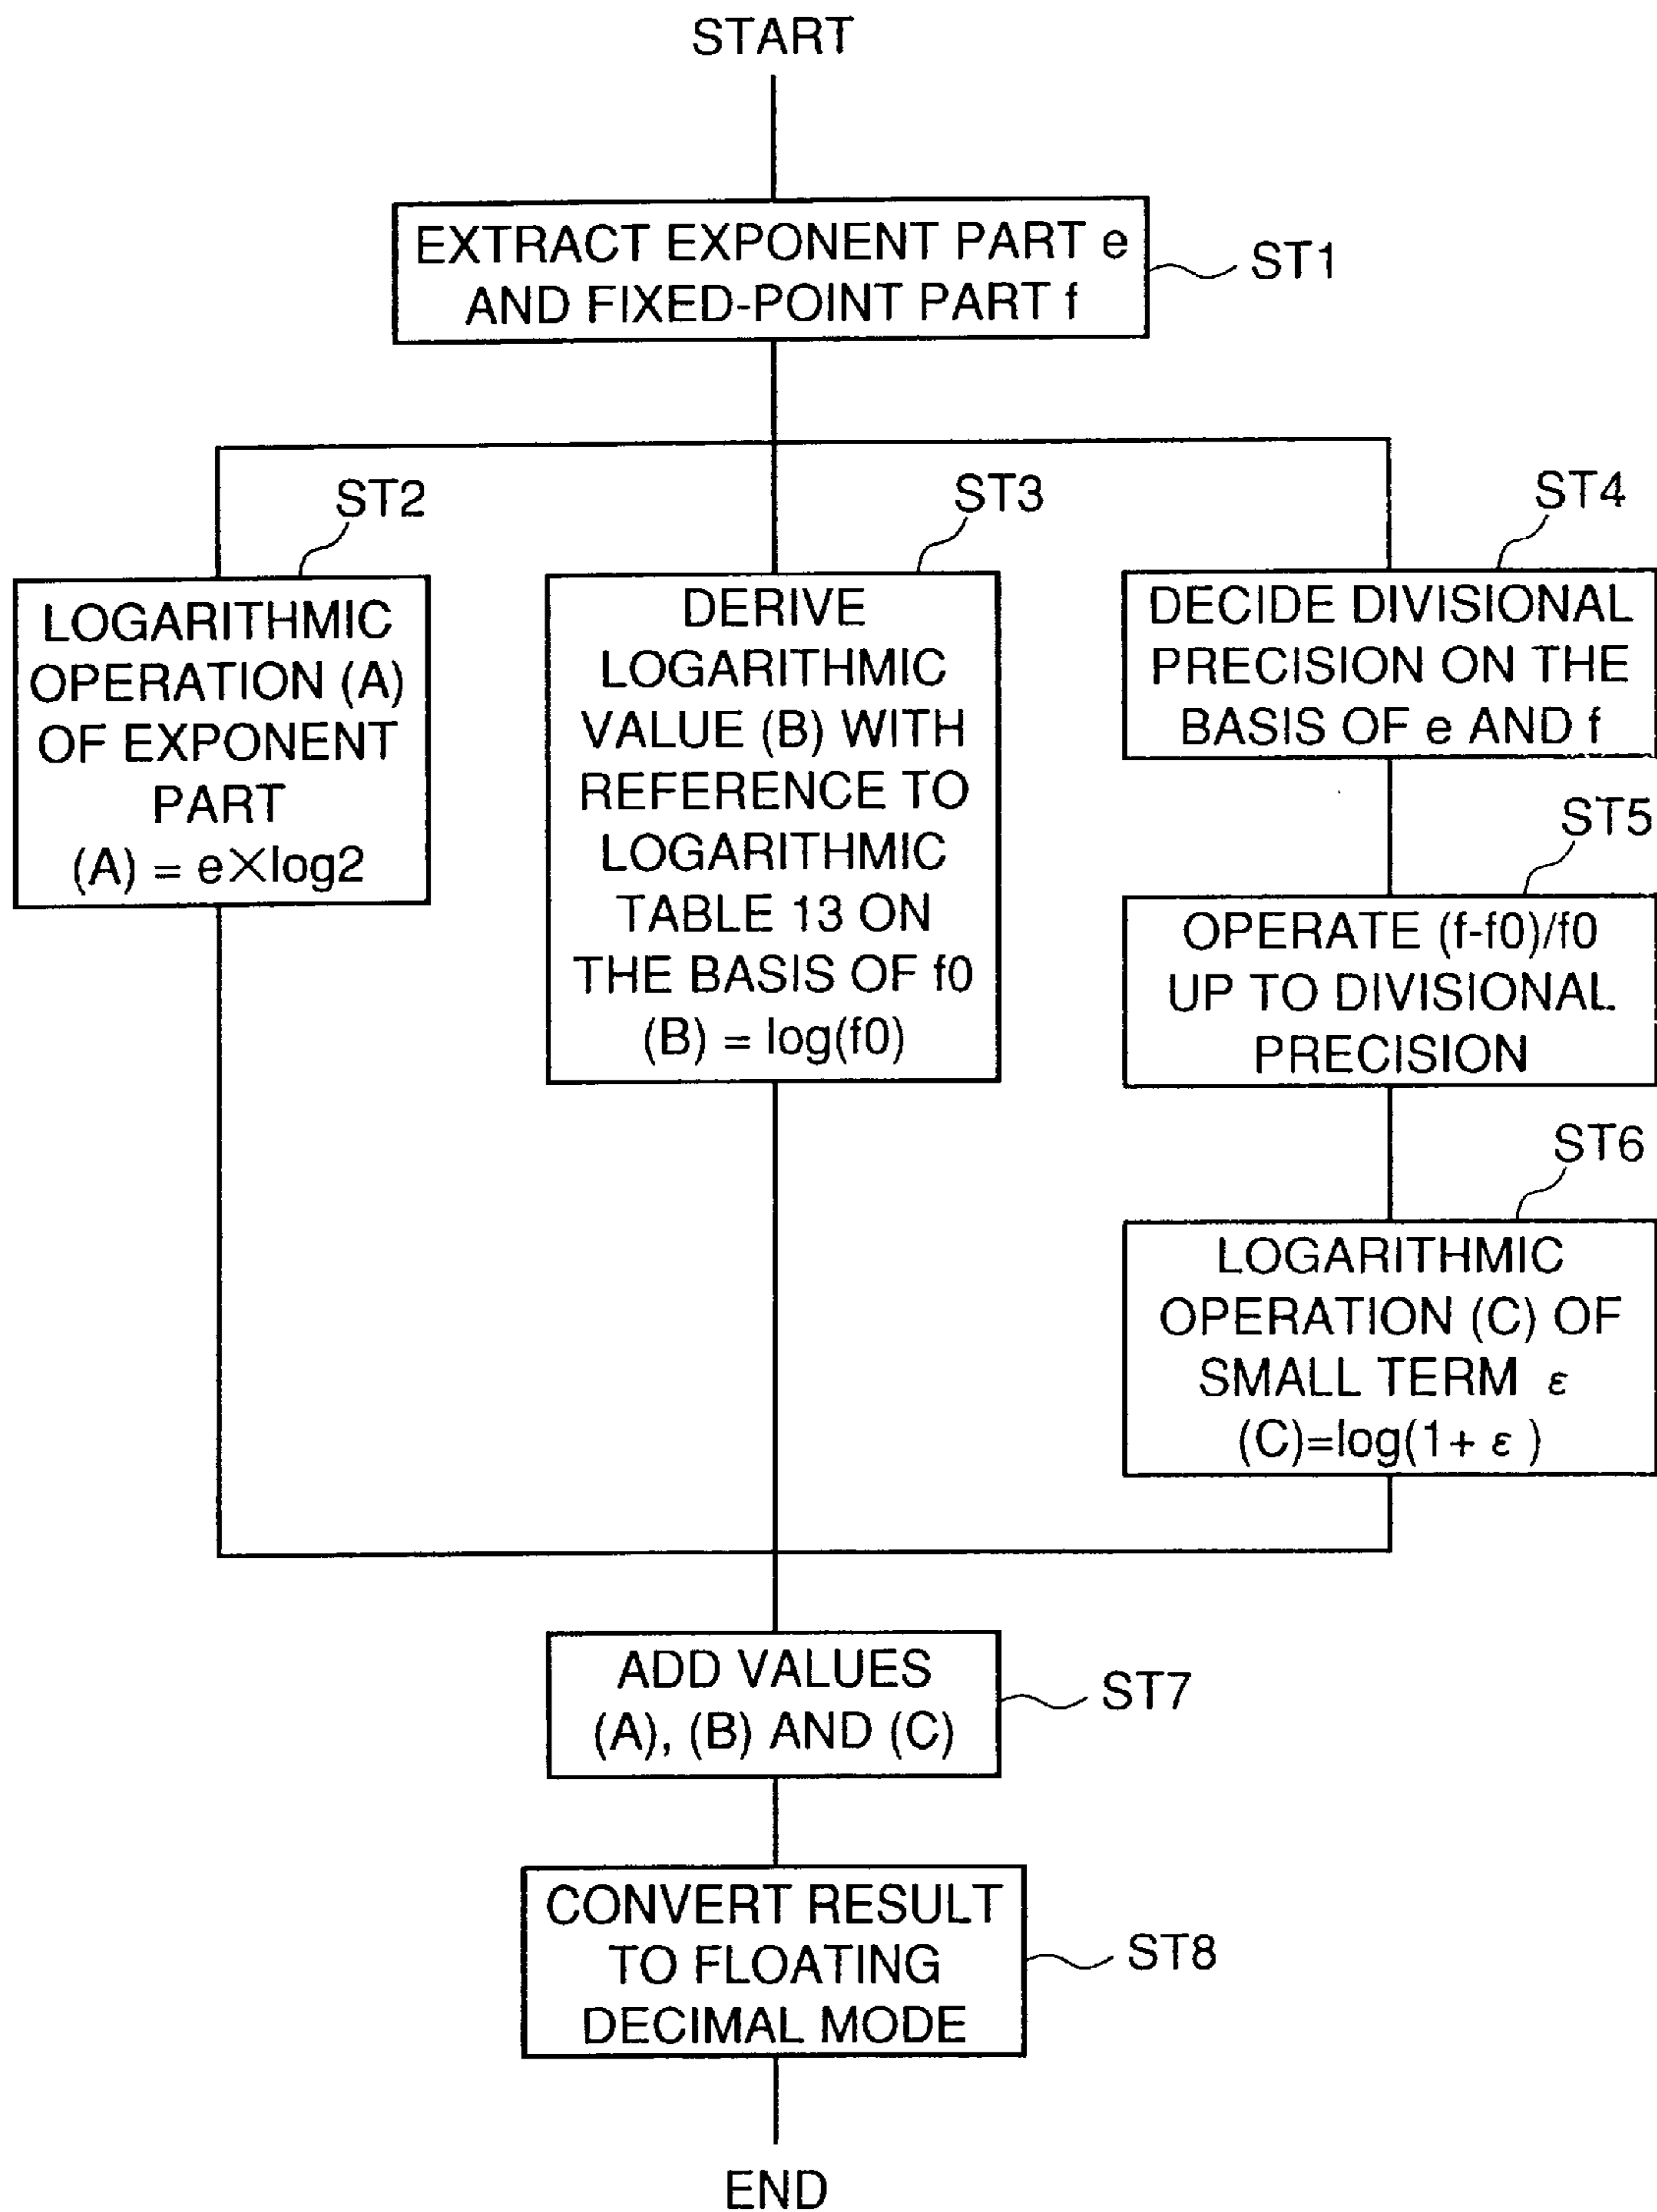 START
EXTRACT EXPONENT PART e
AND FIXED-POINT PART f
ST1
ST2
LOGARITHMIC
OPERATION (A)
OF EXPONENT
PART
(A) = e×log2
ST3
DERIVE
LOGARITHMIC
VALUE (B) WITH
REFERENCE TO
LOGARITHMIC
TABLE 13 ON
THE BASIS OF f0
(B) = log(f0)
ST4
DECIDE DIVISIONAL
PRECISION ON THE
BASIS OF e AND f
ST5
OPERATE (f-f0)/f0
UP TO DIVISIONAL
PRECISION
ST6
LOGARITHMIC
OPERATION (C) OF
SMALL TERM ε
(C)=log(1+ ε )
ADD VALUES
(A), (B) AND (C)
ST7
CONVERT RESULT
TO FLOATING
DECIMAL MODE
ST8
END